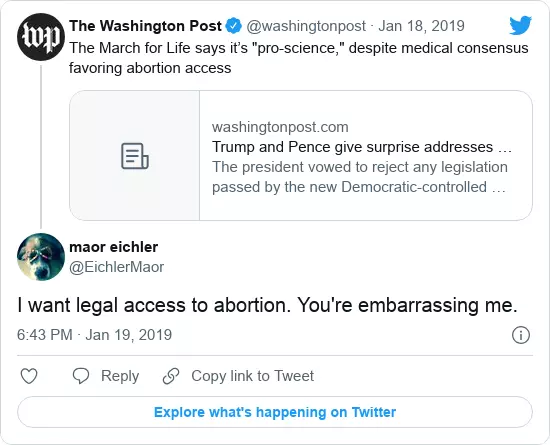 The Washington Post @washingtonpost · Jan 18, 2019
The March for Life says it’s "pro-science," despite medical consensus
favoring abortion access
washingtonpost.com
Trump and Pence give surprise addresses …
The president vowed to reject any legislation
passed by the new Democratic-controlled …
maor eichler
@EichlerMaor
I want legal access to abortion. You're embarrassing me.
6:43 PM · Jan 19, 2019
Reply
Copy link to Tweet
Explore what's happening on Twitter